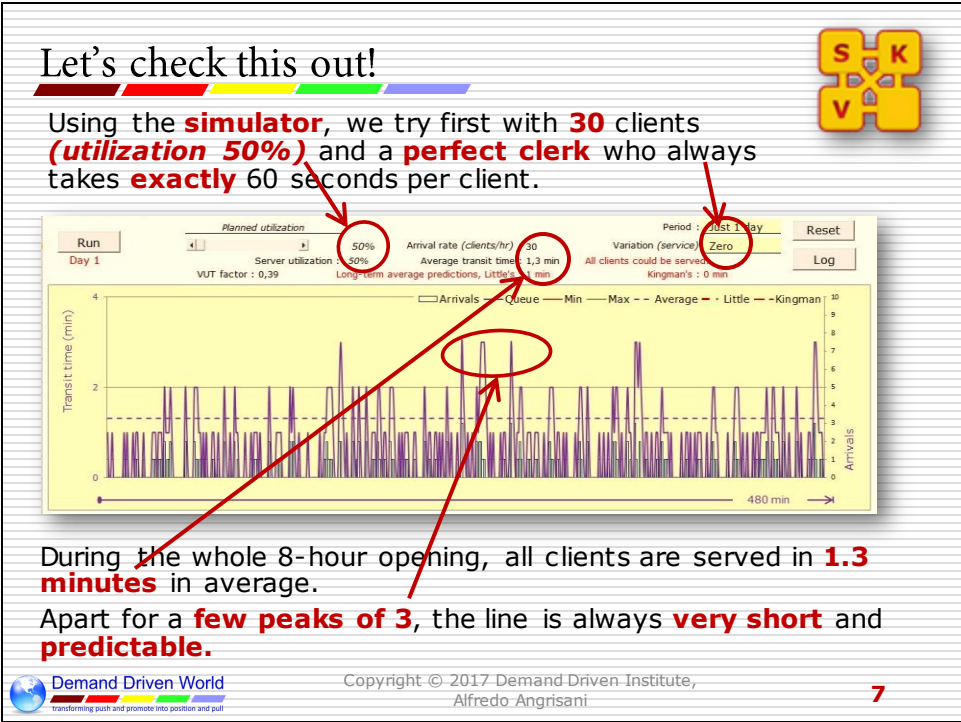 Let's check this out!
S K
V
Using the simulator, we try first with 30 clients
(utilization 50%) and a perfect clerk who always
takes exactly 60 seconds per client.
Run
Planned utilization
50%
Arrival rate (clients/hr)
30
Period : Just 1 day
Reset
Day 1
Server utilization : 50%
Average transit time : 1,3 min
Variation (service)
Zero
All clients could be served
Log
VUT factor : 0,39
Long-term average predictions, Little's : 1 min
Kingman's : 0 min
Arrivals Queue Min Max Average Little Kingman
Transit time (min)
4
2
0
10
9
8
7
6
5
4
3
2
1
0
Arrivals
480 min
During the whole 8-hour opening, all clients are served in 1.3
minutes in average.
Apart for a few peaks of 3, the line is always very short and
predictable.
Demand Driven World
transforming push and promote into position and pull
Copyright © 2017 Demand Driven Institute,
Alfredo Angrisani
7